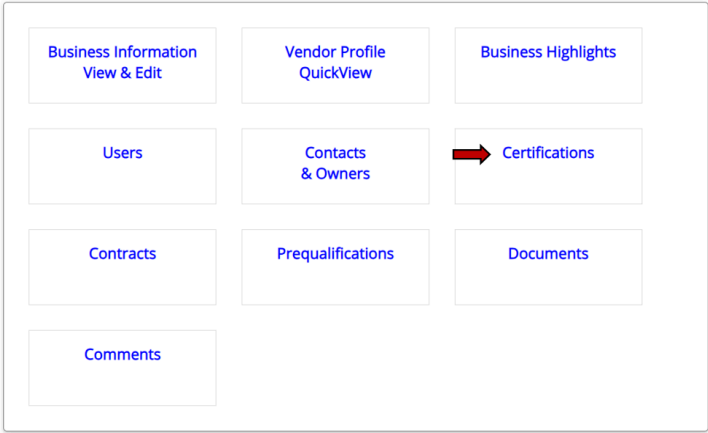 Business Information
View & Edit
Vendor Profile
QuickView
Business Highlights
Users
Contacts
& Owners
Certifications
Contracts
Prequalifications
Documents
Comments